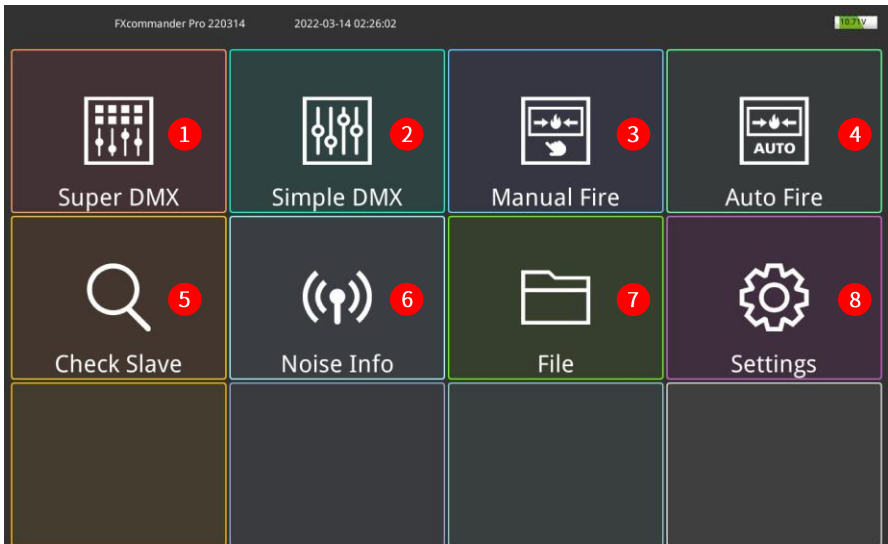 FXcommander Pro 220314 2022-03-14 02:26:02 10.71V
1 2 3 4
AUTO
Super DMX Simple DMX Manual Fire Auto Fire
5 6 7 8
Check Slave Noise Info File Settings